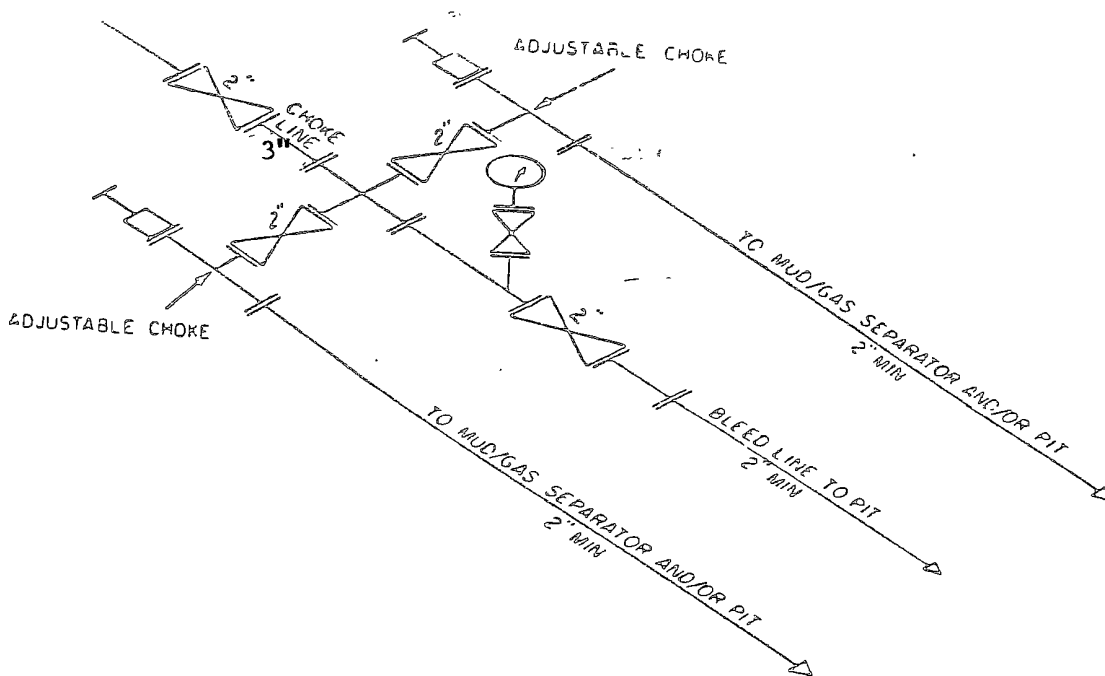 ADJUSTABLE CHOKE
2"
CHOKE
LINE
3"
2"
P
2"
ADJUSTABLE CHOKE
2"
TO MUD/GAS SEPARATOR AND/OR PIT
2" MIN
BLEED LINE TO PIT
2" MIN
TO MUD/GAS SEPARATOR AND/OR PIT
2" MIN